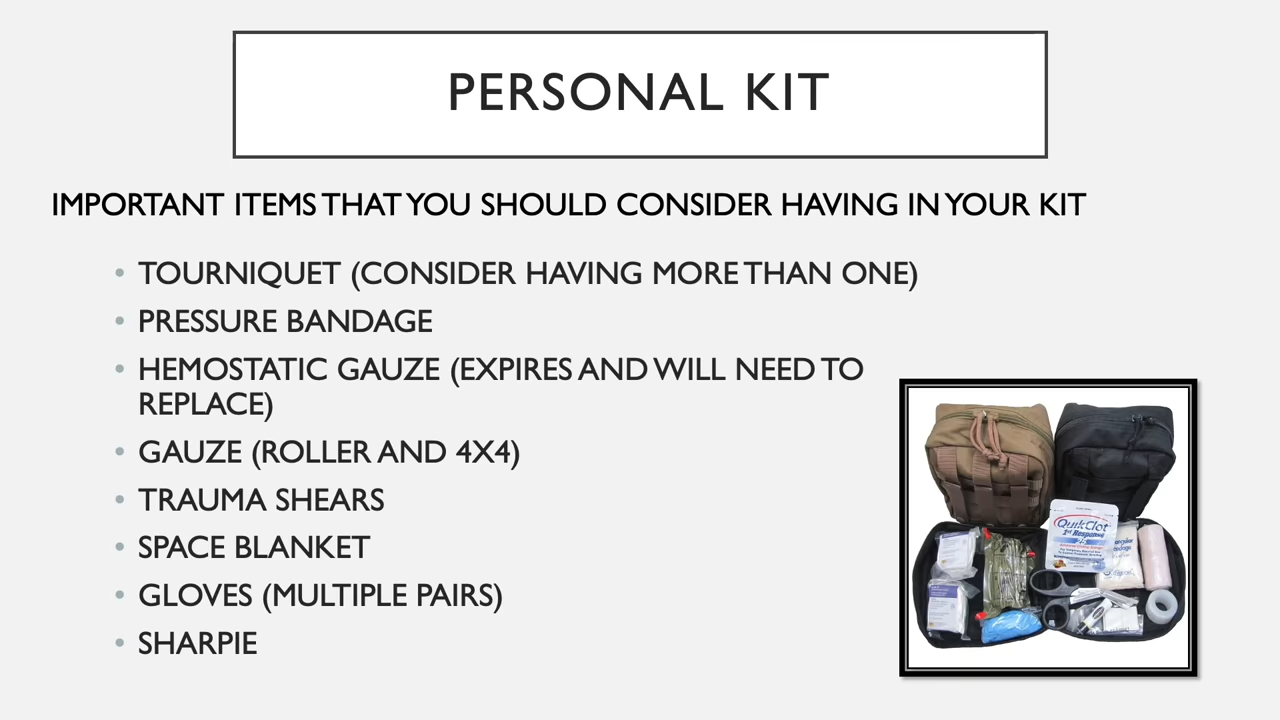 PERSONAL KIT
IMPORTANT ITEMS THAT YOU SHOULD CONSIDER HAVING IN YOUR KIT
• TOURNIQUET (CONSIDER HAVING MORE THAN ONE)
• PRESSURE BANDAGE
• HEMOSTATIC GAUZE (EXPIRES AND WILL NEED TO
REPLACE)
• GAUZE (ROLLER AND 4X4)
• TRAUMA SHEARS
• SPACE BLANKET
• GLOVES (MULTIPLE PAIRS)
• SHARPIE
QuikClot
1st Response